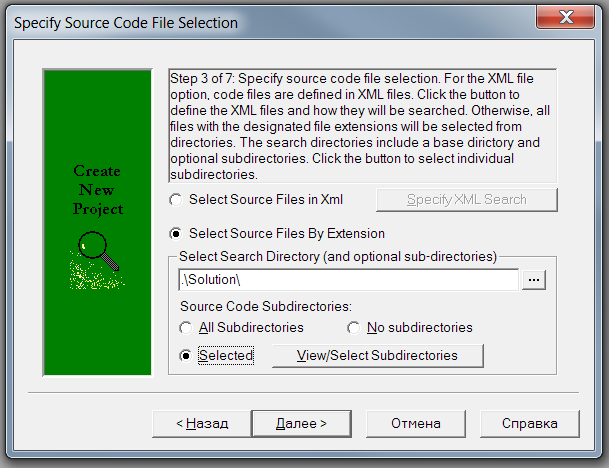 Specify Source Code File Selection
Create
New
Project
Step 3 of 7: Specify source code file selection. For the XML file
option, code files are defined in XML files. Click the button to
define the XML files and how they will be searched. Otherwise, all
files with the designated file extensions will be selected from
directories. The search directories include a base dirictory and
optional subdirectories. Click the button to select individual
subdirectories.
Select Source Files in Xml
Specify XML Search
Select Source Files By Extension
Select Search Directory (and optional sub-directories)
.\Solution\
...
Source Code Subdirectories:
All Subdirectories
No subdirectories
Selected
View/Select Subdirectories
< Назад
Далее >
Отмена
Справка